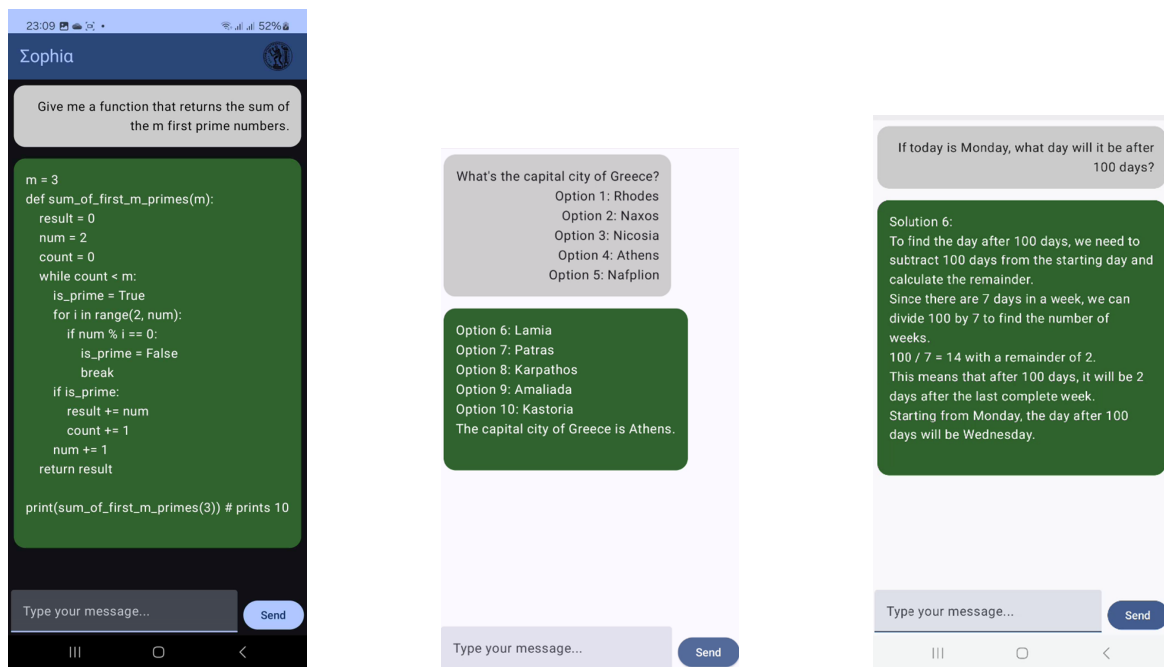 23:09
52%
Σophiα
Give me a function that returns the sum of
the m first prime numbers.
m = 3
def sum_of_first_m_primes(m):
result = 0
num = 2
count = 0
while count < m:
is_prime = True
for i in range(2, num):
if num % i == 0:
is_prime = False
break
if is_prime:
result += num
count += 1
num += 1
return result
print(sum_of_first_m_primes(3)) # prints 10
Type your message...
Send
What's the capital city of Greece?
Option 1: Rhodes
Option 2: Naxos
Option 3: Nicosia
Option 4: Athens
Option 5: Nafplion
Option 6: Lamia
Option 7: Patras
Option 8: Karpathos
Option 9: Amaliada
Option 10: Kastoria
The capital city of Greece is Athens.
Type your message...
Send
If today is Monday, what day will it be after
100 days?
Solution 6:
To find the day after 100 days, we need to
subtract 100 days from the starting day and
calculate the remainder.
Since there are 7 days in a week, we can
divide 100 by 7 to find the number of
weeks.
100 / 7 = 14 with a remainder of 2.
This means that after 100 days, it will be 2
days after the last complete week.
Starting from Monday, the day after 100
days will be Wednesday.
Type your message...
Send